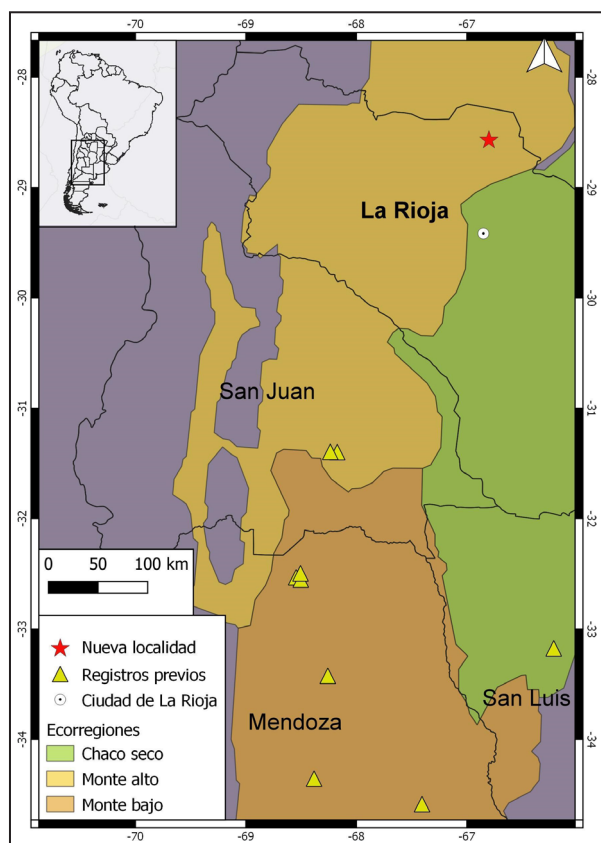 -70 -69 -68 -67
-28 -28
-29 -29
La Rioja
-30 -30
San Juan
-31 -31
-32 -32
0 50 100 km
-33 -33
Nueva localidad
Registros previos
Ciudad de La Rioja
San Luis
Mendoza
Ecorregiones
-34 -34
Chaco seco
Monte alto
Monte bajo
-70 -69 -68 -67